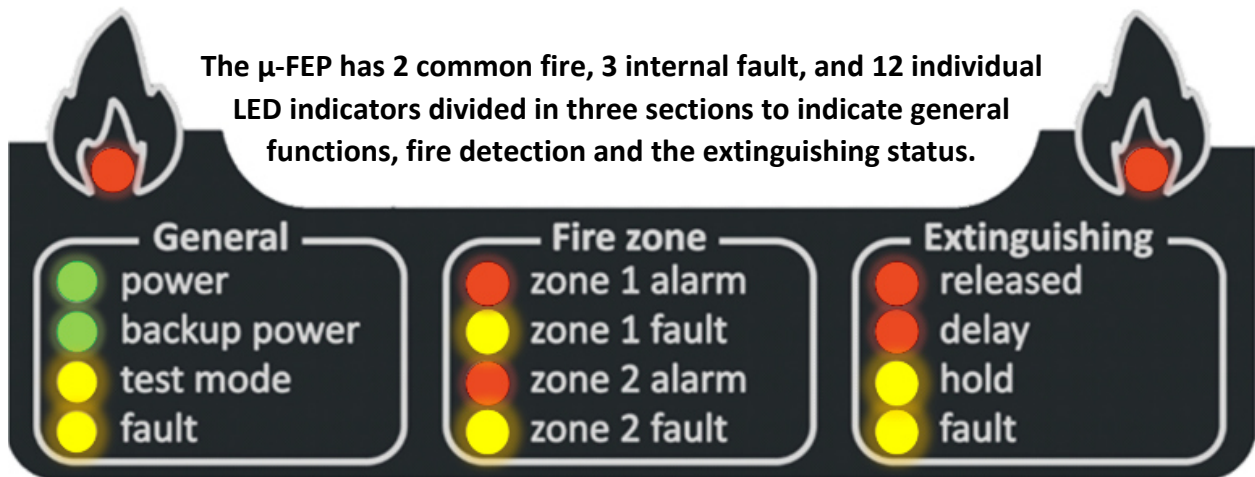 The µ-FEP has 2 common fire, 3 internal fault, and 12 individual
LED indicators divided in three sections to indicate general
functions, fire detection and the extinguishing status.
General
power
backup power
test mode
fault
Fire zone
zone 1 alarm
zone 1 fault
zone 2 alarm
zone 2 fault
Extinguishing
released
delay
hold
fault